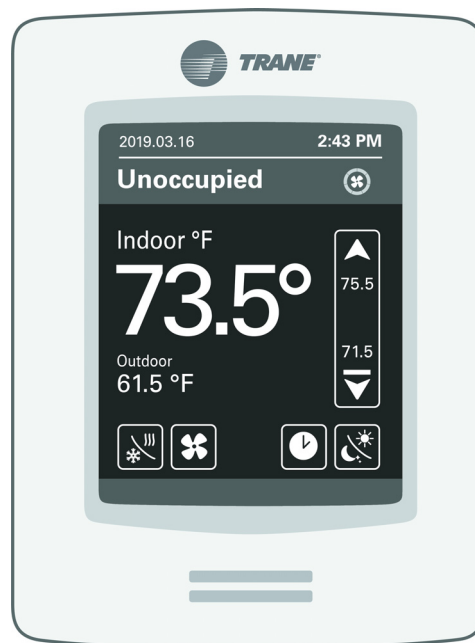 TRANE®
2019.03.16 2:43 PM
Unoccupied
Indoor °F
73.5°
75.5
71.5
Outdoor
61.5 °F